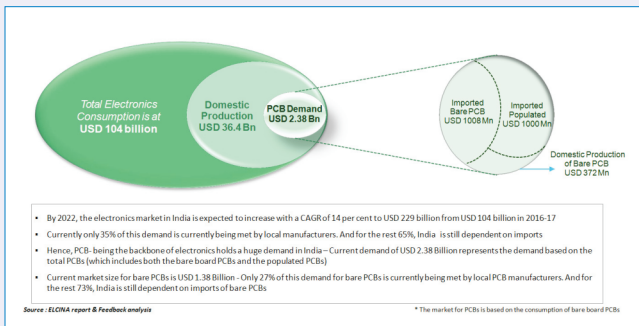 Total Electronics
Consumption is at
USD 104 billion
Domestic
Production
USD 36.4 Bn
PCB Demand
USD 2.38 Bn
Imported
Bare PCB
USD 1008 Mn
Imported
Populated
USD 1000Mn
Domestic Production
of Bare PCB
USD 372 Mn
• By 2022, the electronics market in India is expected to increase with a CAGR of 14 per cent to USD 229 billion from USD 104 billion in 2016-17
• Currently only 35% of this demand is currently being met by local manufacturers. And for the rest 65%, India is still dependent on imports
• Hence, PCB- being the backbone of electronics holds a huge demand in India – Current demand of USD 2.38 Billion represents the demand based on the
total PCBs (which includes both the bare board PCBs and the populated PCBs)
• Current market size for bare PCBs is USD 1.38 Billion - Only 27% of this demand for bare PCBs is currently being met by local PCB manufacturers. And for
the rest 73%, India is still dependent on imports of bare PCBs
Source : ELCINA report & Feedback analysis
* The market for PCBs is based on the consumption of bare board PCBs